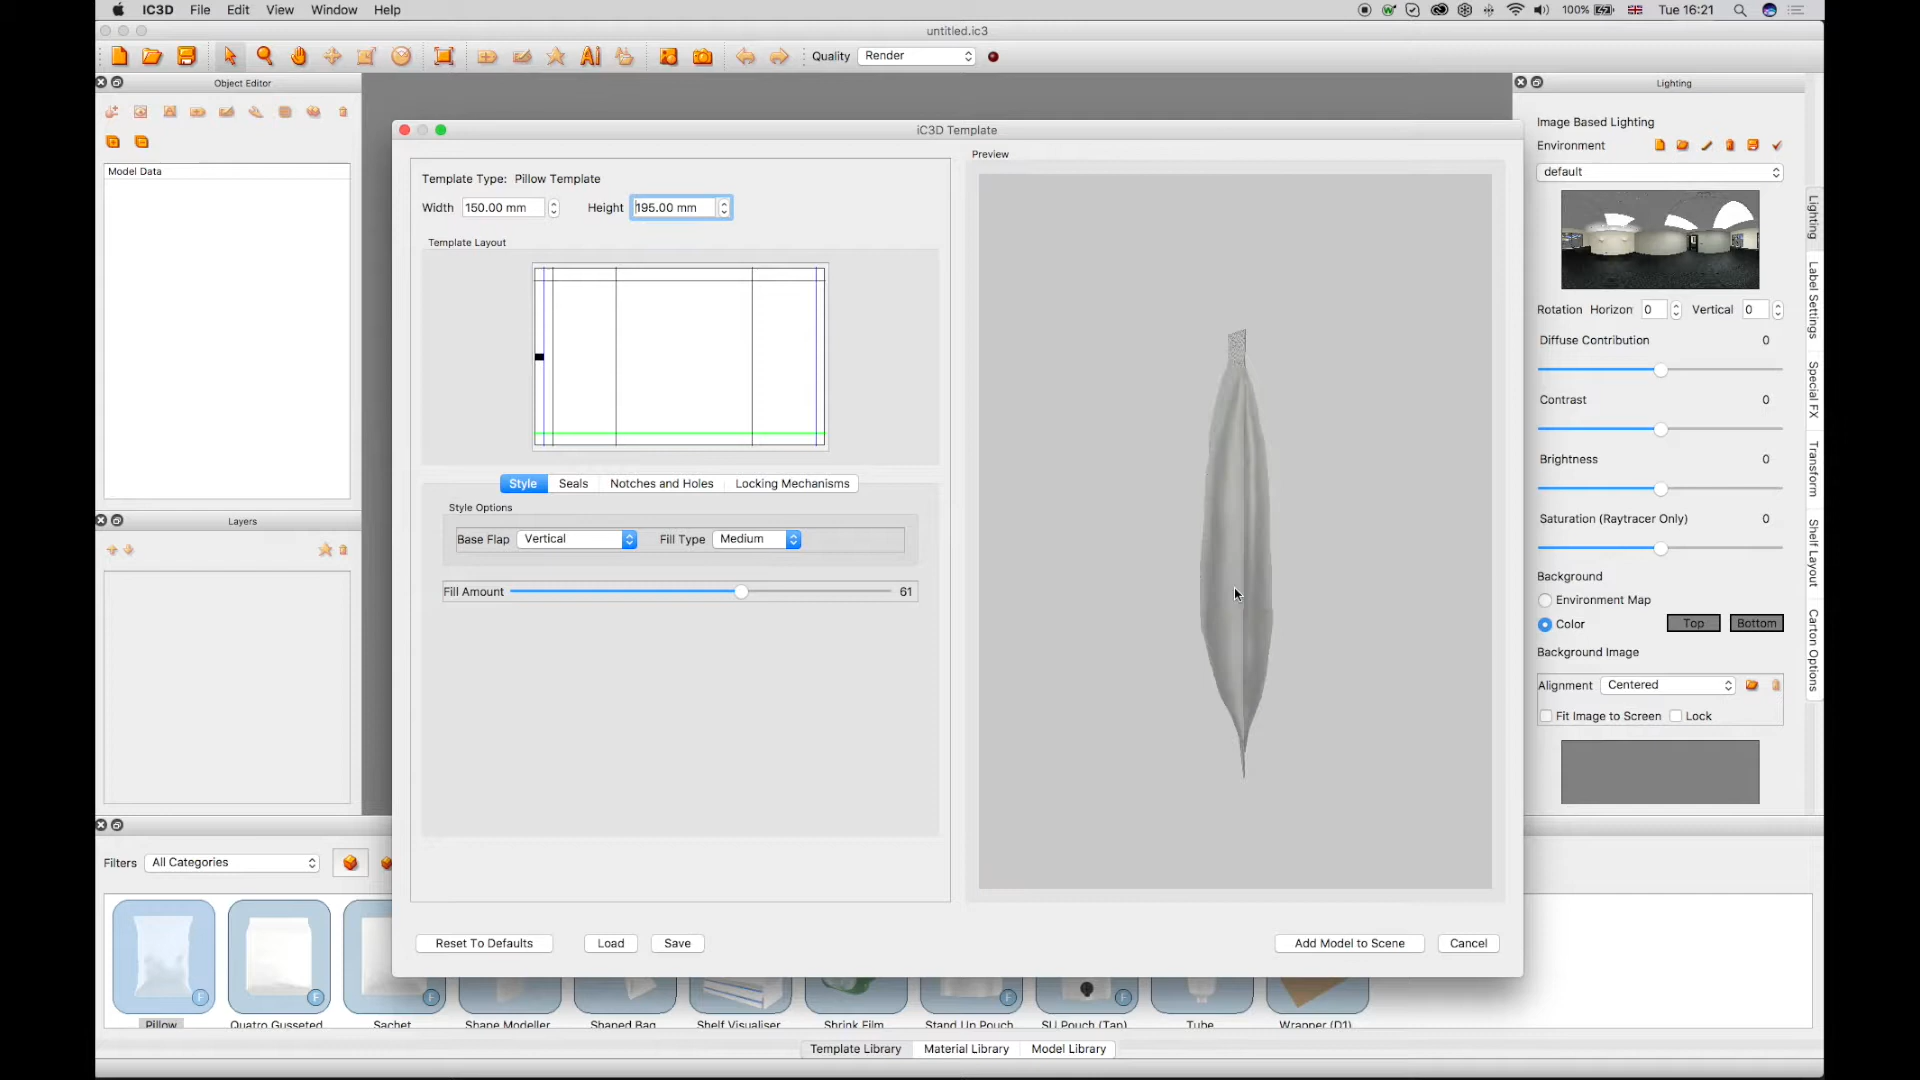 IC3D File Edit View Window Help
100% Tue 16:21
untitled.ic3
Quality Render
Object Editor
Lighting
Model Data
Layers
iC3D Template
Template Type: Pillow Template
Width 150.00 mm Height 195.00 mm
Template Layout
Style Seals Notches and Holes Locking Mechanisms
Style Options
Base Flap Vertical Fill Type Medium
Fill Amount 61
Preview
Reset To Defaults Load Save
Add Model to Scene Cancel
Image Based Lighting
Environment
default
Rotation Horizon 0 Vertical 0
Diffuse Contribution 0
Contrast 0
Brightness 0
Saturation (Raytracer Only) 0
Background
Environment Map
Color Top Bottom
Background Image
Alignment Centered
Fit Image to Screen Lock
Lighting
Label Settings
Special FX
Transform
Shelf Layout
Carton Options
Filters All Categories
F F F F F
Pillow Quatro Gusseted Sachet Shape Modeller Shaped Bag Shelf Visualiser Shrink Film Stand Up Pouch SU Pouch (Tap) Tube Wrapper (D1)
Template Library Material Library Model Library